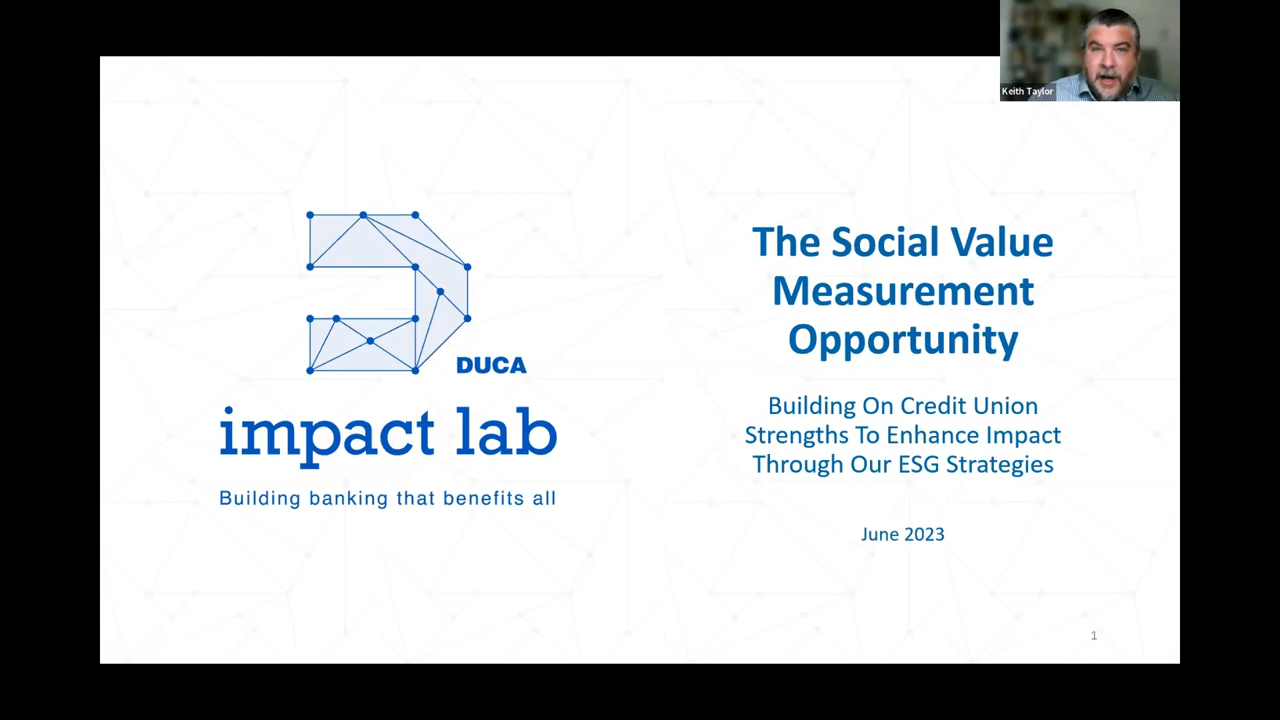 Keith Taylor
DUCA
impact lab
Building banking that benefits all
The Social Value
Measurement
Opportunity
Building On Credit Union
Strengths To Enhance Impact
Through Our ESG Strategies
June 2023
1